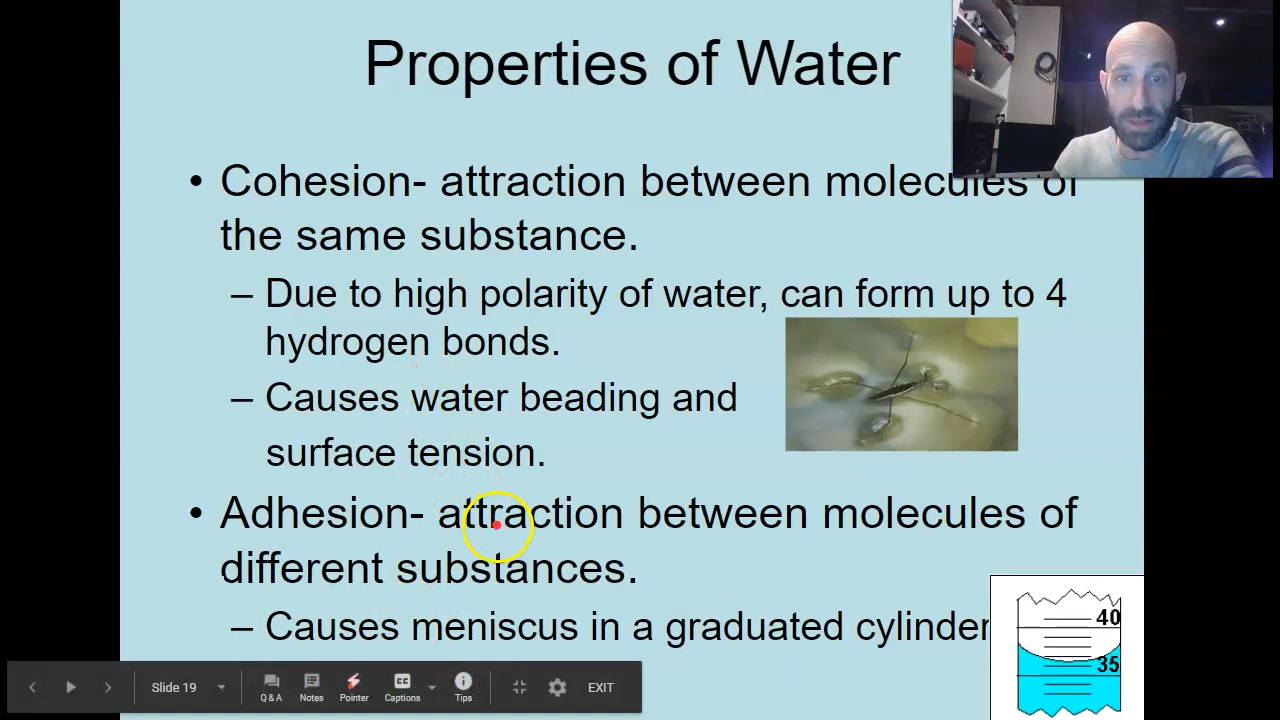 Properties of Water
• Cohesion- attraction between molecules of
the same substance.
– Due to high polarity of water, can form up to 4
hydrogen bonds.
– Causes water beading and
surface tension.
• Adhesion- attraction between molecules of
different substances.
– Causes meniscus in a graduated cylinder
40
35
Slide 19
Q & A
Notes
Pointer
Captions
Tips
EXIT